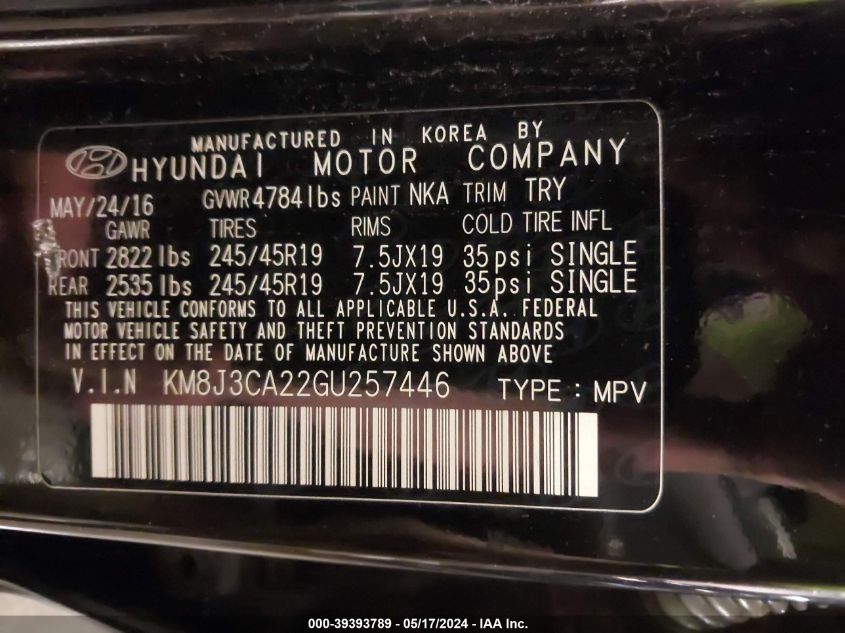 MANUFACTURED IN KOREA BY
HYUNDAI MOTOR COMPANY
MAY/24/16 GVWR 4784lbs PAINT NKA TRIM TRY
GAWR TIRES RIMS COLD TIRE INFL
FRONT 2822 lbs 245/45R19 7.5JX19 35psi SINGLE
REAR 2535 lbs 245/45R19 7.5JX19 35psi SINGLE
THIS VEHICLE CONFORMS TO ALL APPLICABLE U.S.A. FEDERAL
MOTOR VEHICLE SAFETY AND THEFT PREVENTION STANDARDS
IN EFFECT ON THE DATE OF MANUFACTURE SHOWN ABOVE
V.I.N KM8J3CA22GU257446 TYPE : MPV
000-39393789 - 05/17/2024 - IAA Inc.